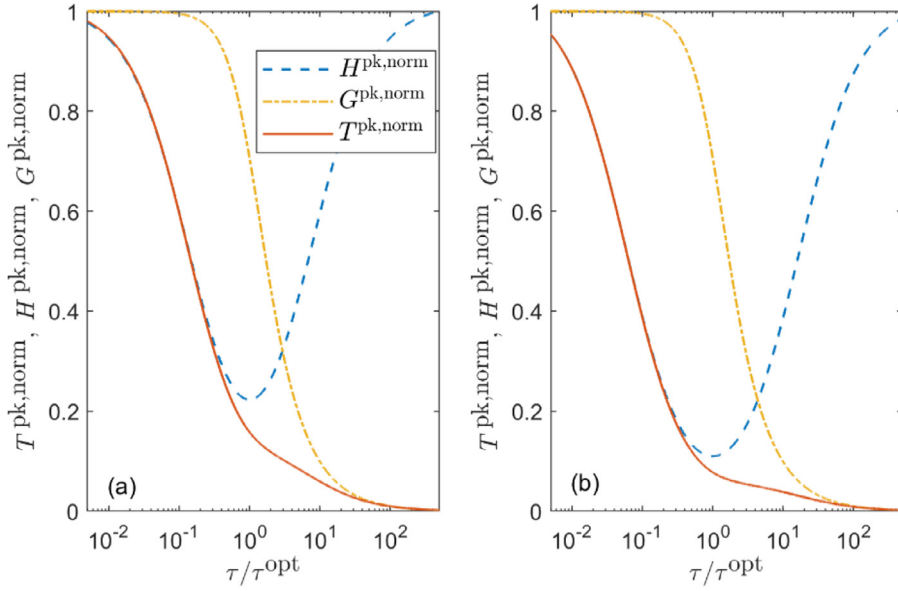 T^pk,norm , H^pk,norm , G^pk,norm
1
0.8
0.6
0.4
0.2
0
H^pk,norm
G^pk,norm
T^pk,norm
(a)
10^-2 10^-1 10^0 10^1 10^2
τ/τ^opt
T^pk,norm , H^pk,norm , G^pk,norm
1
0.8
0.6
0.4
0.2
0
(b)
10^-2 10^-1 10^0 10^1 10^2
τ/τ^opt